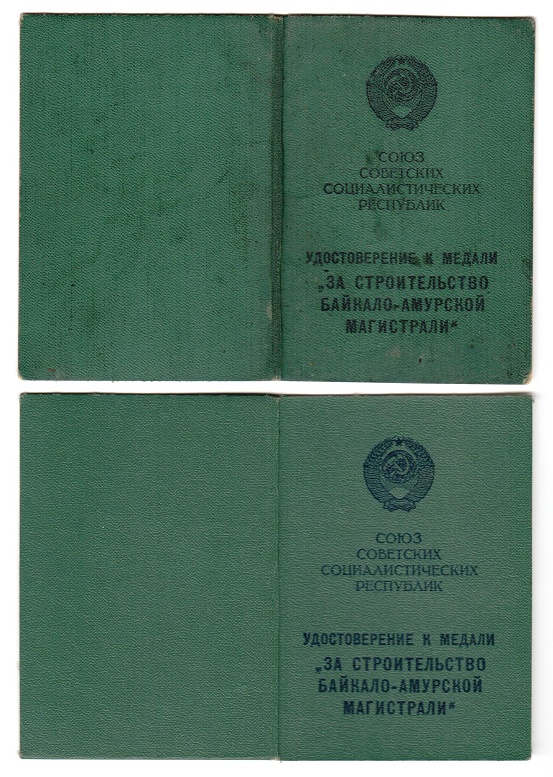 СОЮЗ
СОВЕТСКИХ
СОЦИАЛИСТИЧЕСКИХ
РЕСПУБЛИК
УДОСТОВЕРЕНИЕ К МЕДАЛИ
„ЗА СТРОИТЕЛЬСТВО
БАЙКАЛО-АМУРСКОЙ
МАГИСТРАЛИ“
СОЮЗ
СОВЕТСКИХ
СОЦИАЛИСТИЧЕСКИХ
РЕСПУБЛИК
УДОСТОВЕРЕНИЕ К МЕДАЛИ
„ЗА СТРОИТЕЛЬСТВО
БАЙКАЛО-АМУРСКОЙ
МАГИСТРАЛИ“